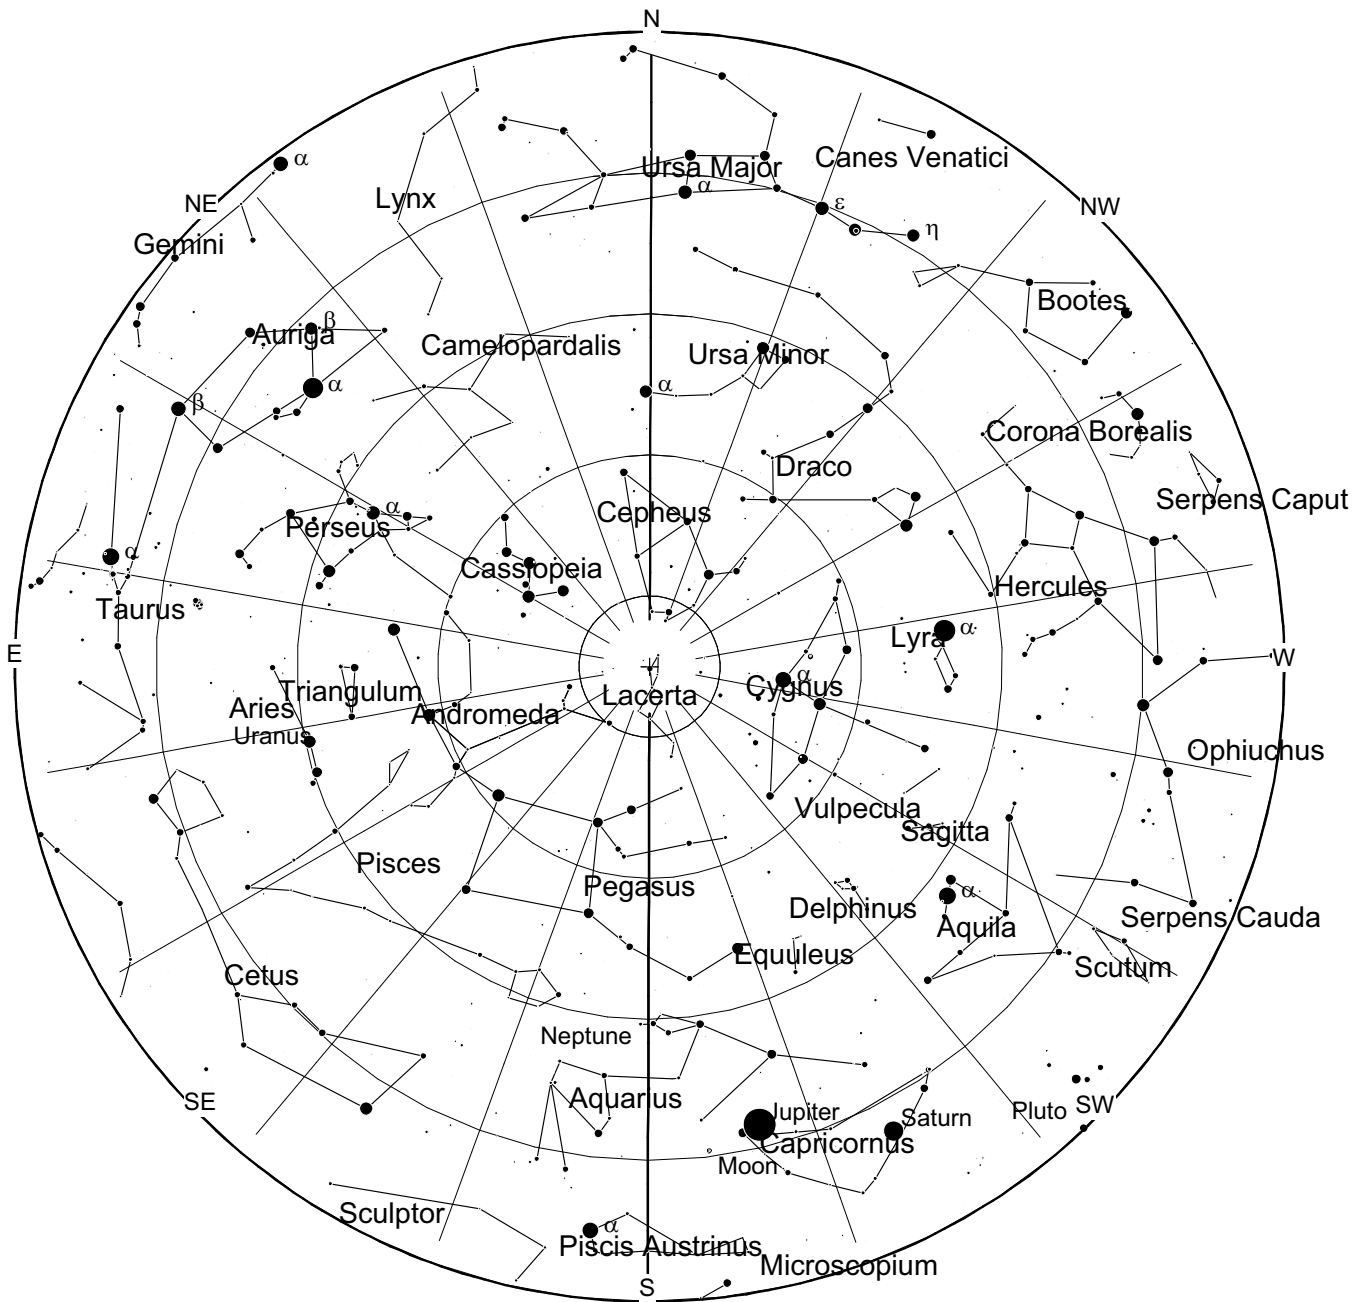 N
α
Ursa Major
Canes Venatici
α
Lynx
NE
ε
NW
η
Gemini
Bootes
β
Auriga
Camelopardalis
Ursa Minor
α
α
β
Corona Borealis
Draco
Serpens Caput
α
Cepheus
Perseus
α
Cassiopeia
Hercules
Taurus
α
Lyra
E
W
α
Triangulum
Cygnus
Lacerta
Aries
Andromeda
Uranus
Ophiuchus
Vulpecula
Sagitta
Pisces
Pegasus
α
Delphinus
Serpens Cauda
Aquila
Equuleus
Scutum
Cetus
Neptune
Aquarius
SE
Jupiter
Saturn
Pluto
SW
Capricornus
Moon
Sculptor
α
Piscis Austrinus
Microscopium
S